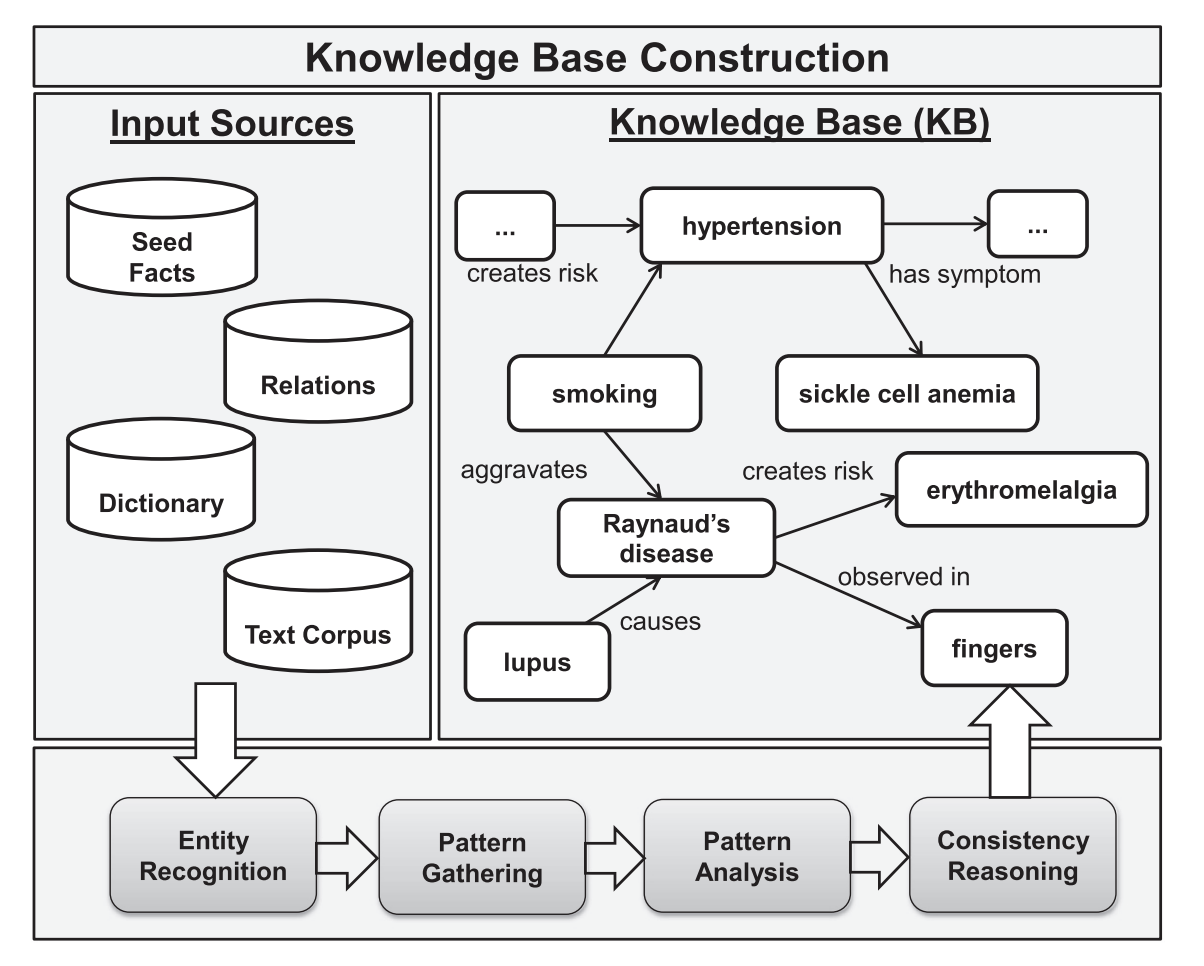 Knowledge Base Construction
Input Sources
Seed
Facts
Relations
Dictionary
Text Corpus
Knowledge Base (KB)
...
hypertension
...
creates risk
has symptom
smoking
sickle cell anemia
aggravates
creates risk
erythromelalgia
Raynaud’s
disease
observed in
causes
fingers
lupus
Entity
Recognition
Pattern
Gathering
Pattern
Analysis
Consistency
Reasoning